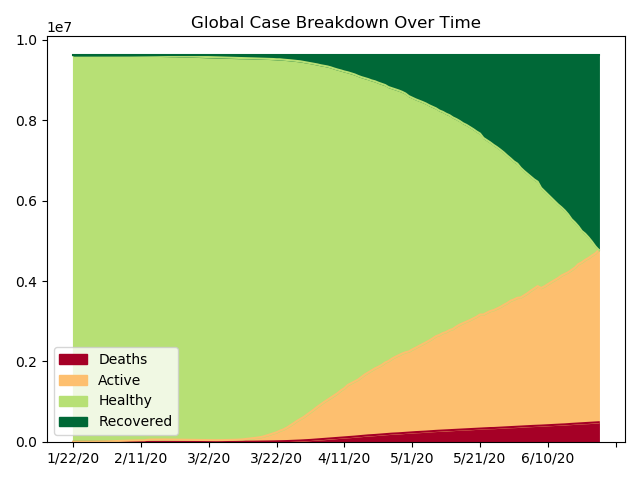 Global Case Breakdown Over Time
1e7
1.0
0.8
0.6
0.4
0.2
0.0
Deaths
Active
Healthy
Recovered
1/22/20 2/11/20 3/2/20 3/22/20 4/11/20 5/1/20 5/21/20 6/10/20